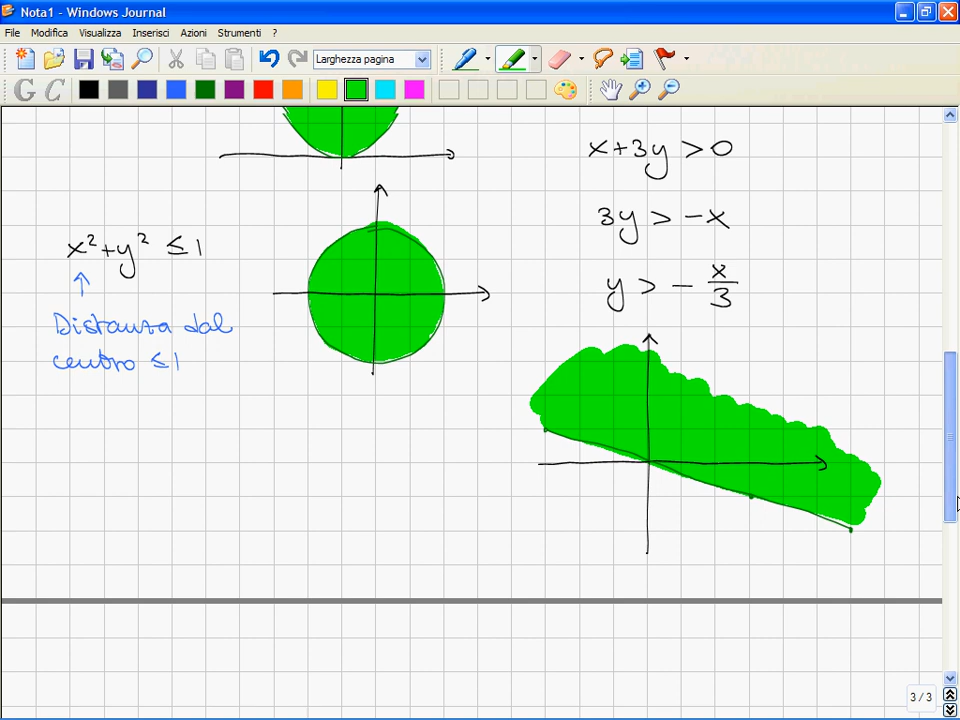 Nota1 - Windows Journal
File Modifica Visualizza Inserisci Azioni Strumenti ?
Larghezza pagina
x+3y > 0
3y > -x
x² + y² ≤ 1
y > - x/3
Distanza dal
centro ≤ 1
3 / 3